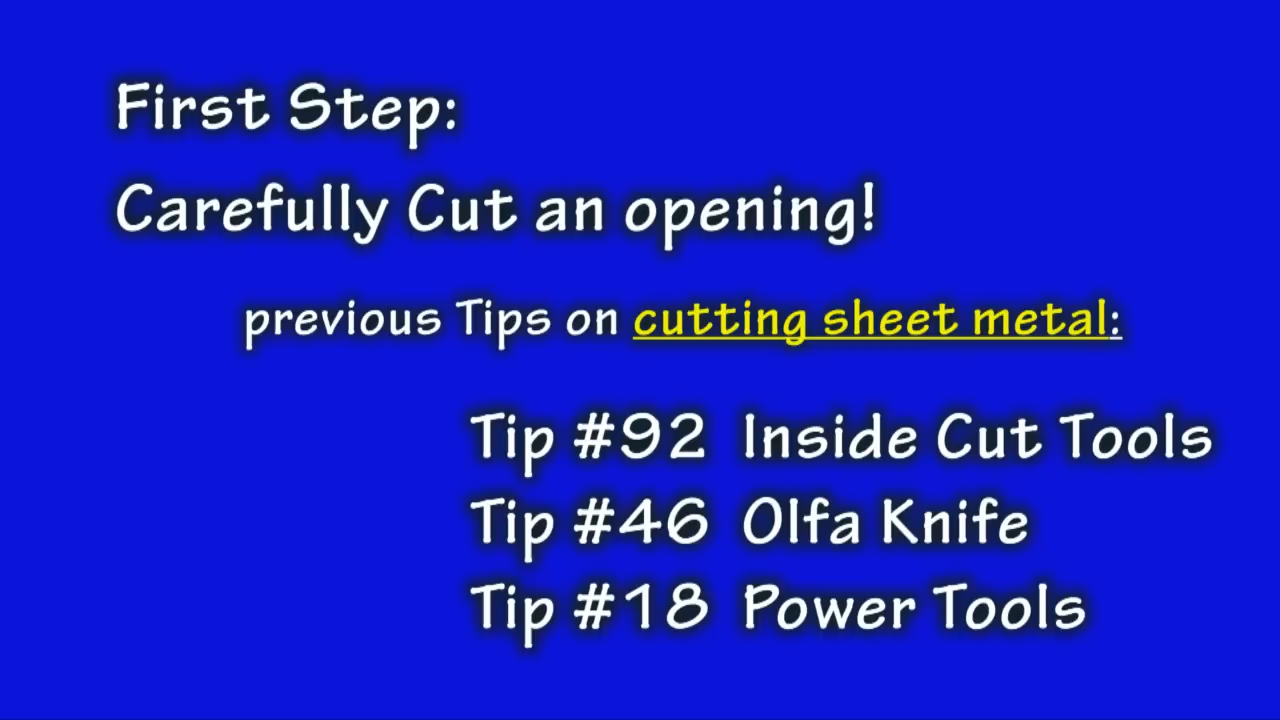 First Step:
Carefully Cut an opening!
previous Tips on cutting sheet metal:
Tip #92 Inside Cut Tools
Tip #46 Olfa Knife
Tip #18 Power Tools